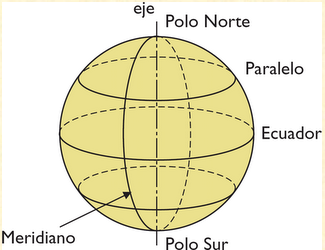 eje
Polo Norte
Paralelo
Ecuador
Meridiano
Polo Sur